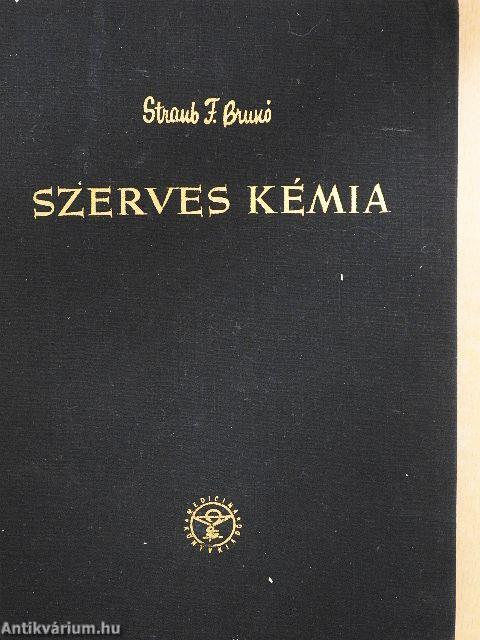 Straub F. Brunó
SZERVES KÉMIA
MEDICINA
Antikvárium.hu